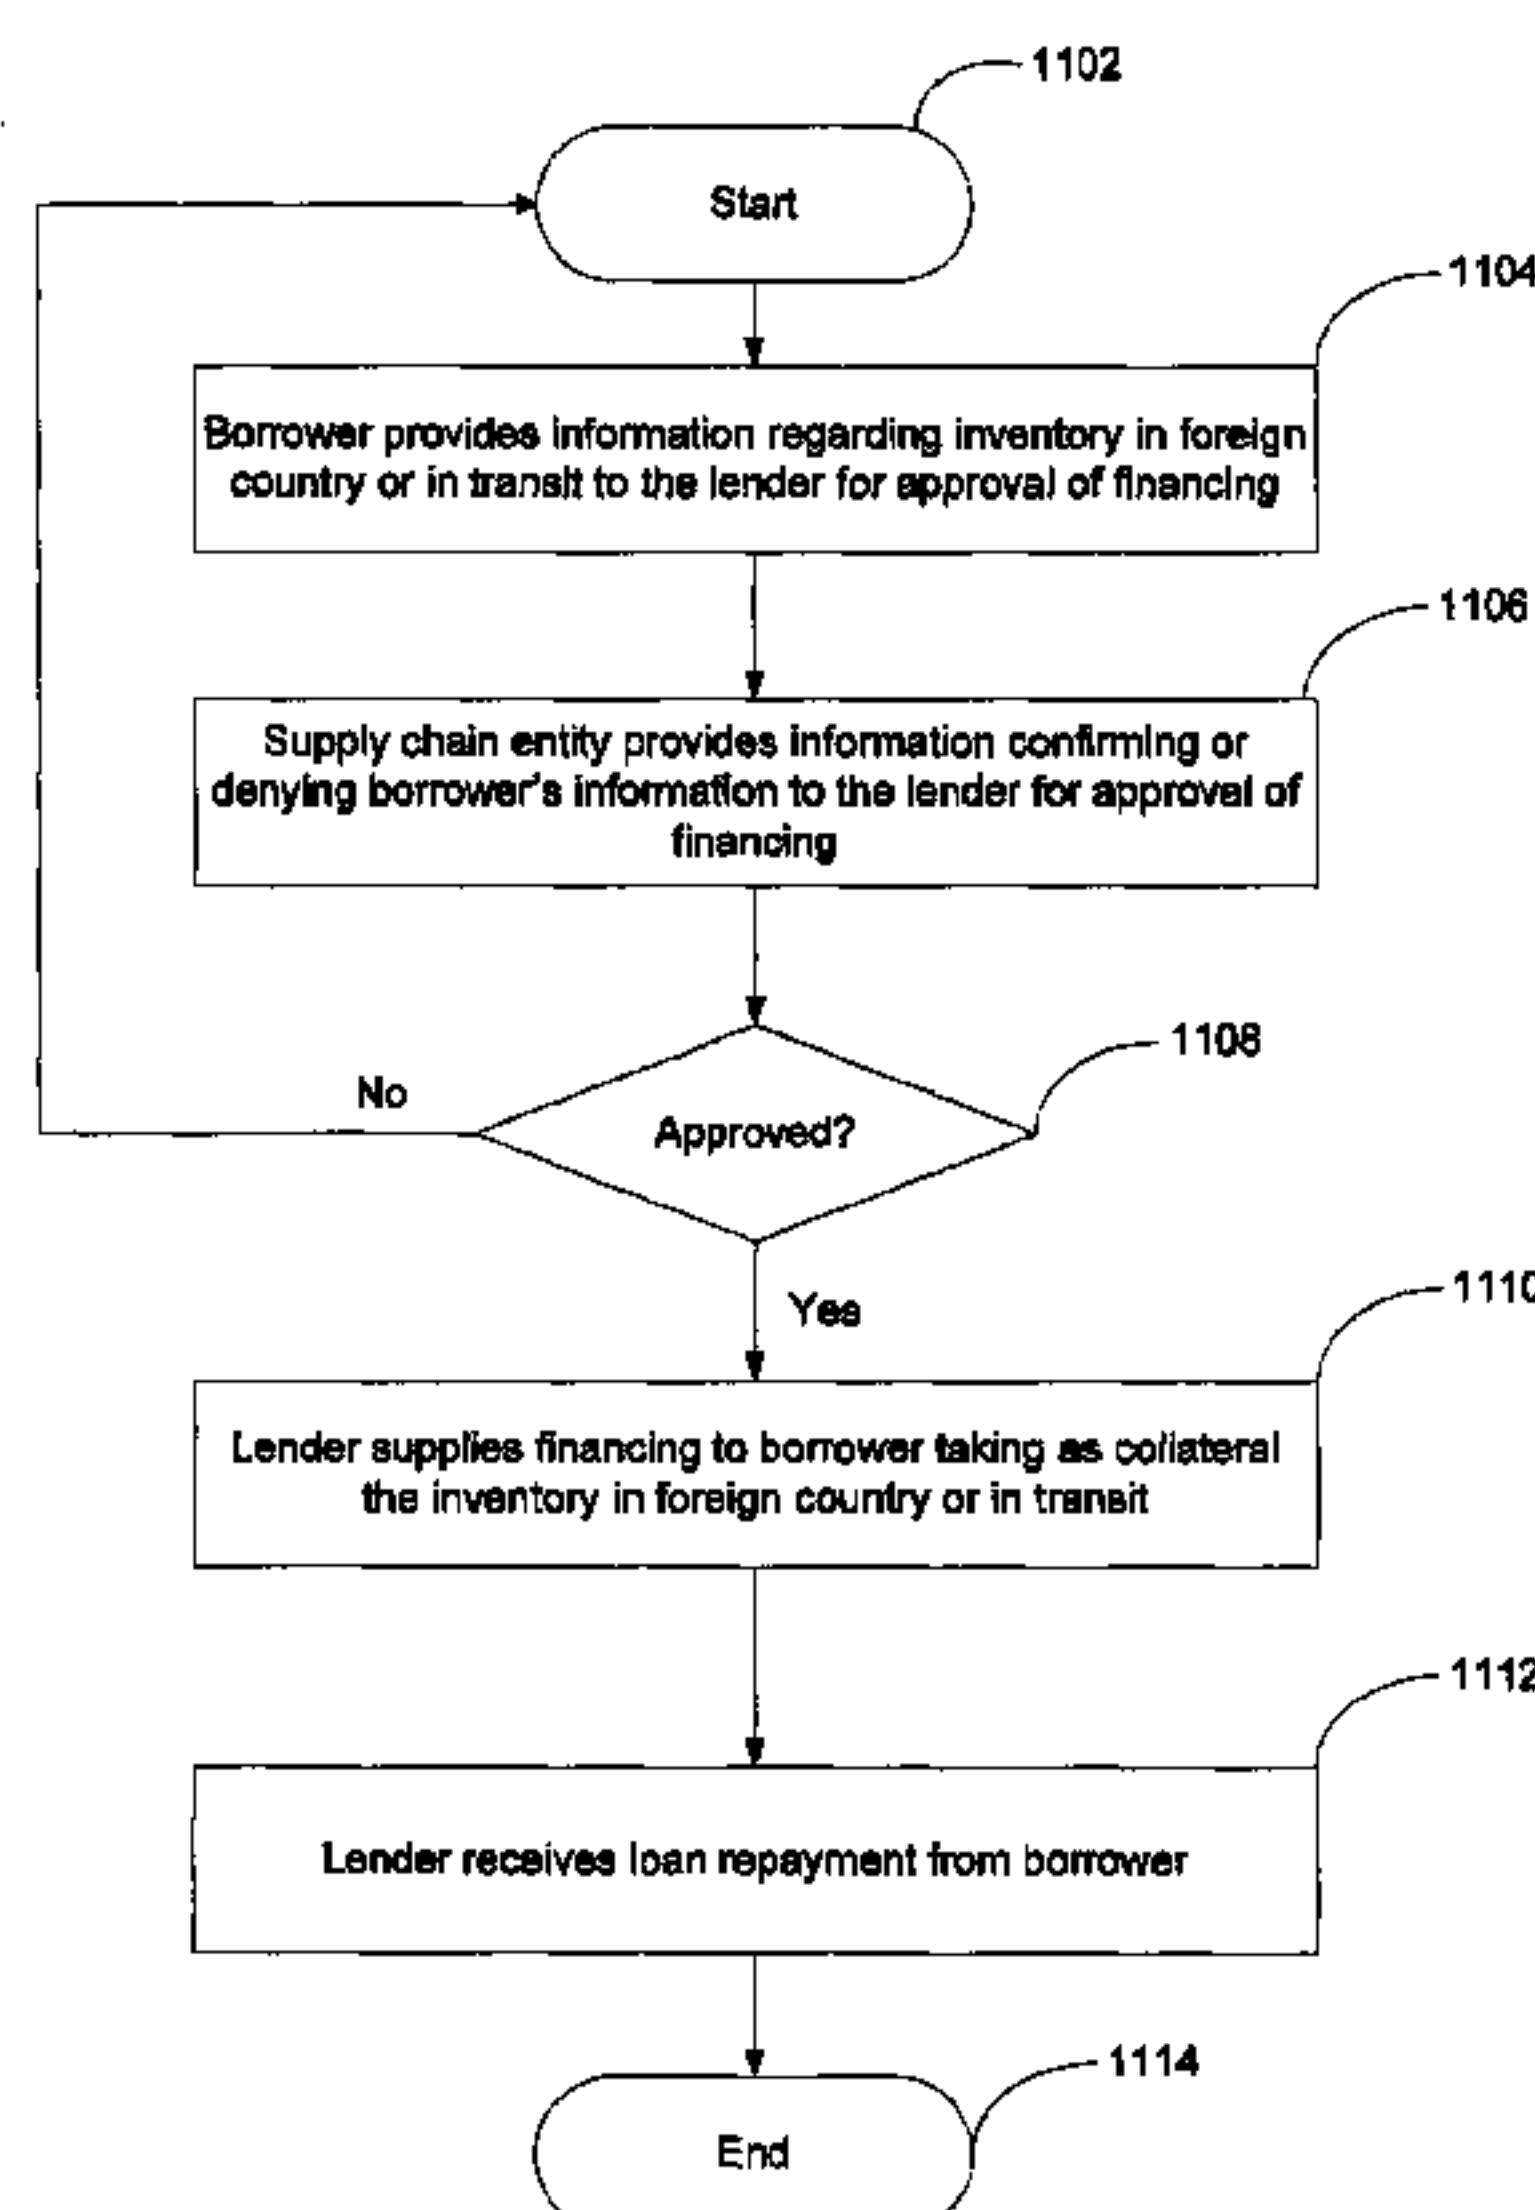 1102
Start
1104
Borrower provides information regarding inventory in foreign
country or in transit to the lender for approval of financing
1106
Supply chain entity provides information confirming or
denying borrower's information to the lender for approval of
financing
1108
No
Approved?
Yes
1110
Lender supplies financing to borrower taking as collateral
the inventory in foreign country or in transit
1112
Lender receives loan repayment from borrower
1114
End